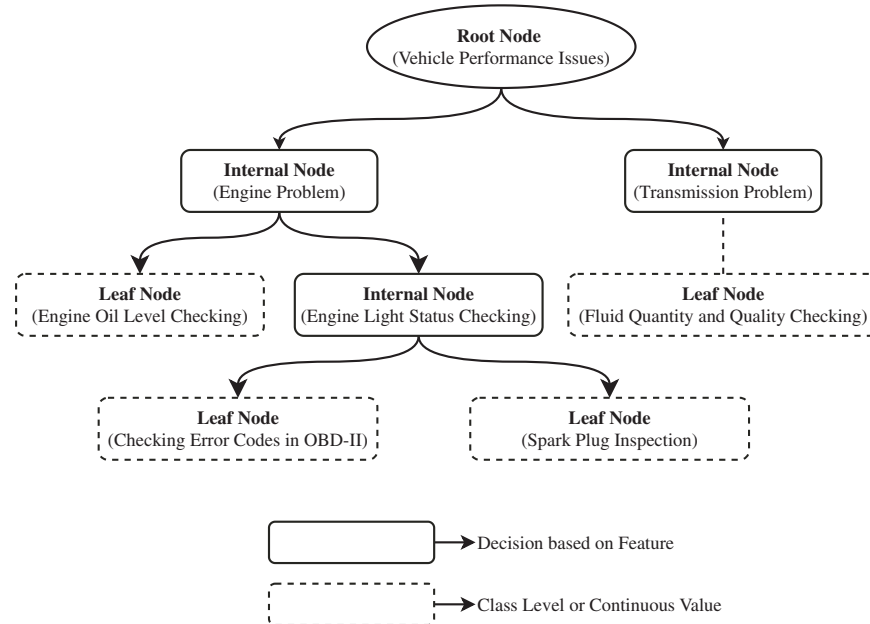 Root Node
(Vehicle Performance Issues)
Internal Node
(Engine Problem)
Internal Node
(Transmission Problem)
Leaf Node
(Engine Oil Level Checking)
Internal Node
(Engine Light Status Checking)
Leaf Node
(Fluid Quantity and Quality Checking)
Leaf Node
(Checking Error Codes in OBD-II)
Leaf Node
(Spark Plug Inspection)
Decision based on Feature
Class Level or Continuous Value